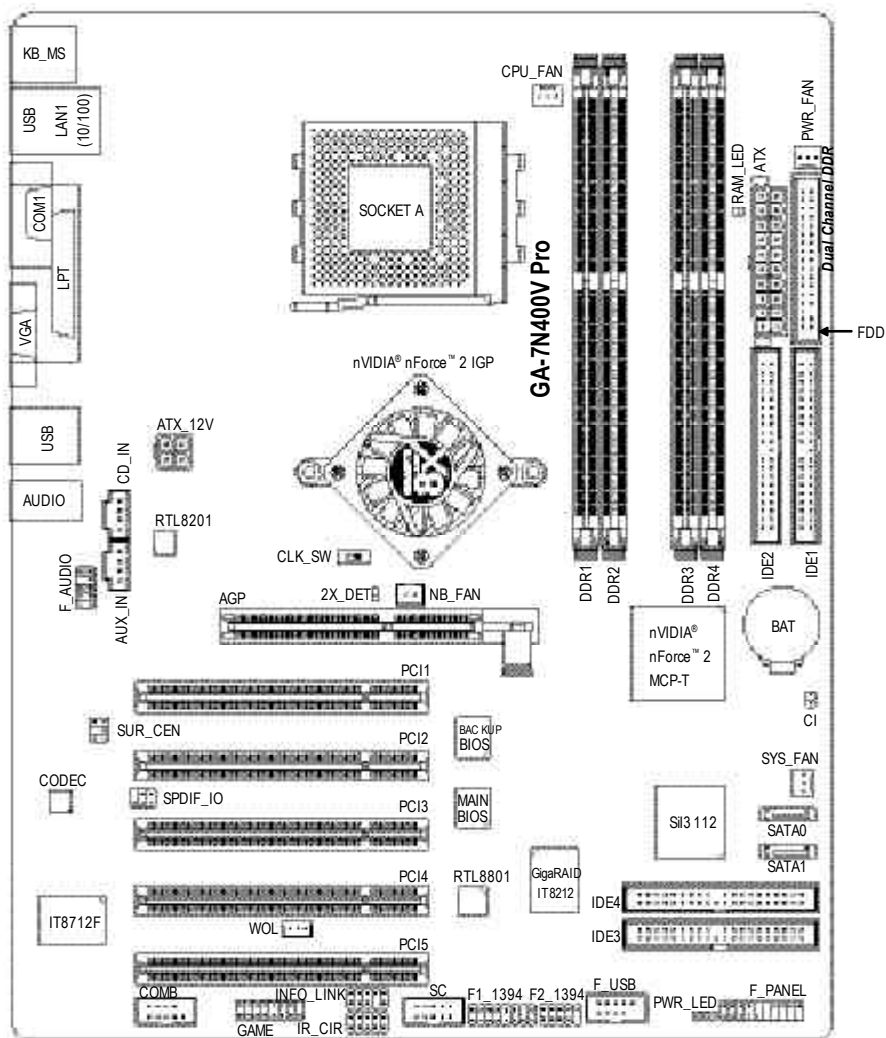 KB_MS
CPU_FAN
USB
LAN1
(10/100)
PWR_FAN
RAM_LED
ATX
Dual Channel DDR
COM1
LPT
SOCKET A
GA-7N400V Pro
VGA
FDD
nVIDIA® nForce™ 2 IGP
USB
ATX_12V
CD_IN
AUDIO
RTL8201
CLK_SW
F_AUDIO
AUX_IN
AGP
2X_DET
NB_FAN
DDR1
DDR2
DDR3
DDR4
IDE2
IDE1
nVIDIA®
nForce™ 2
MCP-T
BAT
PCI1
CI
SUR_CEN
PCI2
BACKUP
BIOS
SYS_FAN
CODEC
SPDIF_IO
PCI3
MAIN
BIOS
SiI3112
SATA0
SATA1
PCI4
RTL8801
GigaRAID
IT8212
IDE4
IT8712F
WOL
IDE3
PCI5
COMB
INFO_LINK
SC
F1_1394
F2_1394
F_USB
PWR_LED
F_PANEL
GAME
IR_CIR